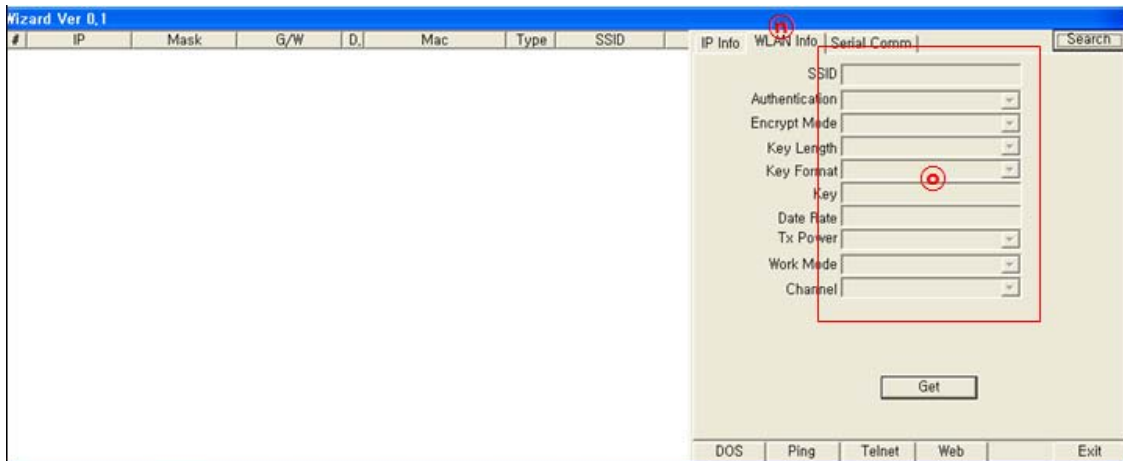 Wizard Ver 0,1
# IP Mask G/W D, Mac Type SSID
IP Info WLAN Info Serial Comm Search
ⓝ
SSID
Authentication
Encrypt Mode
Key Length
Key Format
ⓞ
Key
Date Rate
Tx Power
Work Mode
Channel
Get
DOS Ping Telnet Web Exit